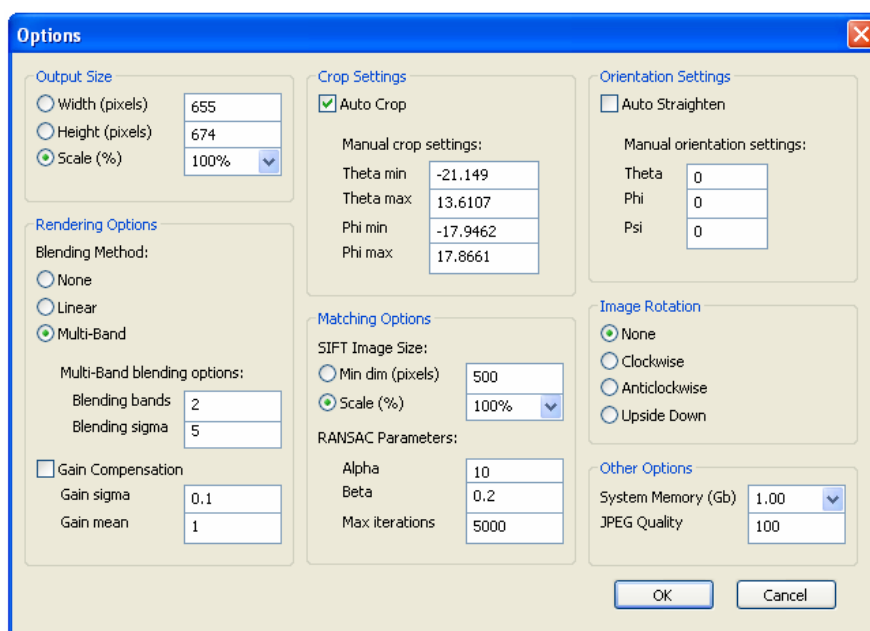 Options
Output Size
Width (pixels) 655
Height (pixels) 674
Scale (%) 100%
Rendering Options
Blending Method:
None
Linear
Multi-Band
Multi-Band blending options:
Blending bands 2
Blending sigma 5
Gain Compensation
Gain sigma 0.1
Gain mean 1
Crop Settings
Auto Crop
Manual crop settings:
Theta min -21.149
Theta max 13.6107
Phi min -17.9462
Phi max 17.8661
Matching Options
SIFT Image Size:
Min dim (pixels) 500
Scale (%) 100%
RANSAC Parameters:
Alpha 10
Beta 0.2
Max iterations 5000
Orientation Settings
Auto Straighten
Manual orientation settings:
Theta 0
Phi 0
Psi 0
Image Rotation
None
Clockwise
Anticlockwise
Upside Down
Other Options
System Memory (Gb) 1.00
JPEG Quality 100
OK Cancel